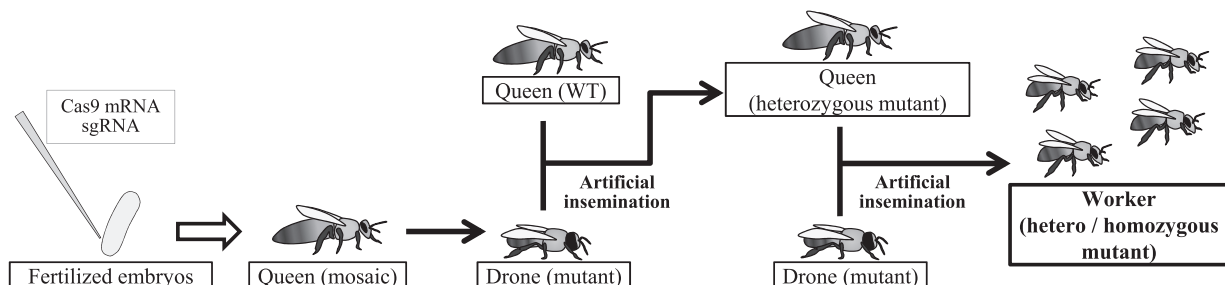 Cas9 mRNA
sgRNA
Fertilized embryos
Queen (mosaic)
Queen (WT)
Artificial
insemination
Drone (mutant)
Queen
(heterozygous mutant)
Artificial
insemination
Drone (mutant)
Worker
(hetero / homozygous
mutant)